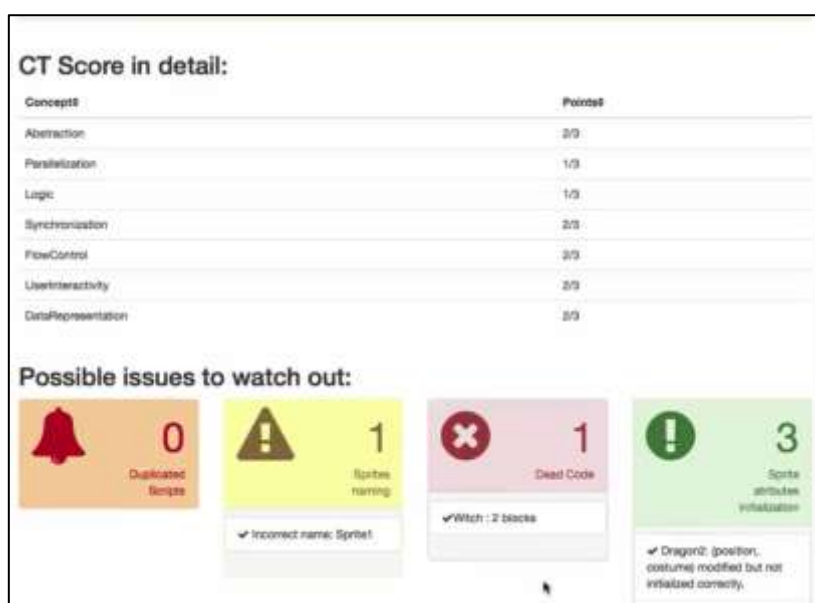 CT Score in detail:
Concept Points
Abstraction 2/3
Parallelization 1/3
Logic 1/3
Synchronization 2/3
FlowControl 2/3
UserInteractivity 2/3
DataRepresentation 2/3
Possible issues to watch out:
0
Duplicated
Scripts
1
Sprites
naming
✔ Incorrect name: Sprite1
1
Dead Code
✔Witch : 2 blocks
3
Sprite
attributes
initialization
✔ Dragon2: (position,
costume) modified but not
initialized correctly.